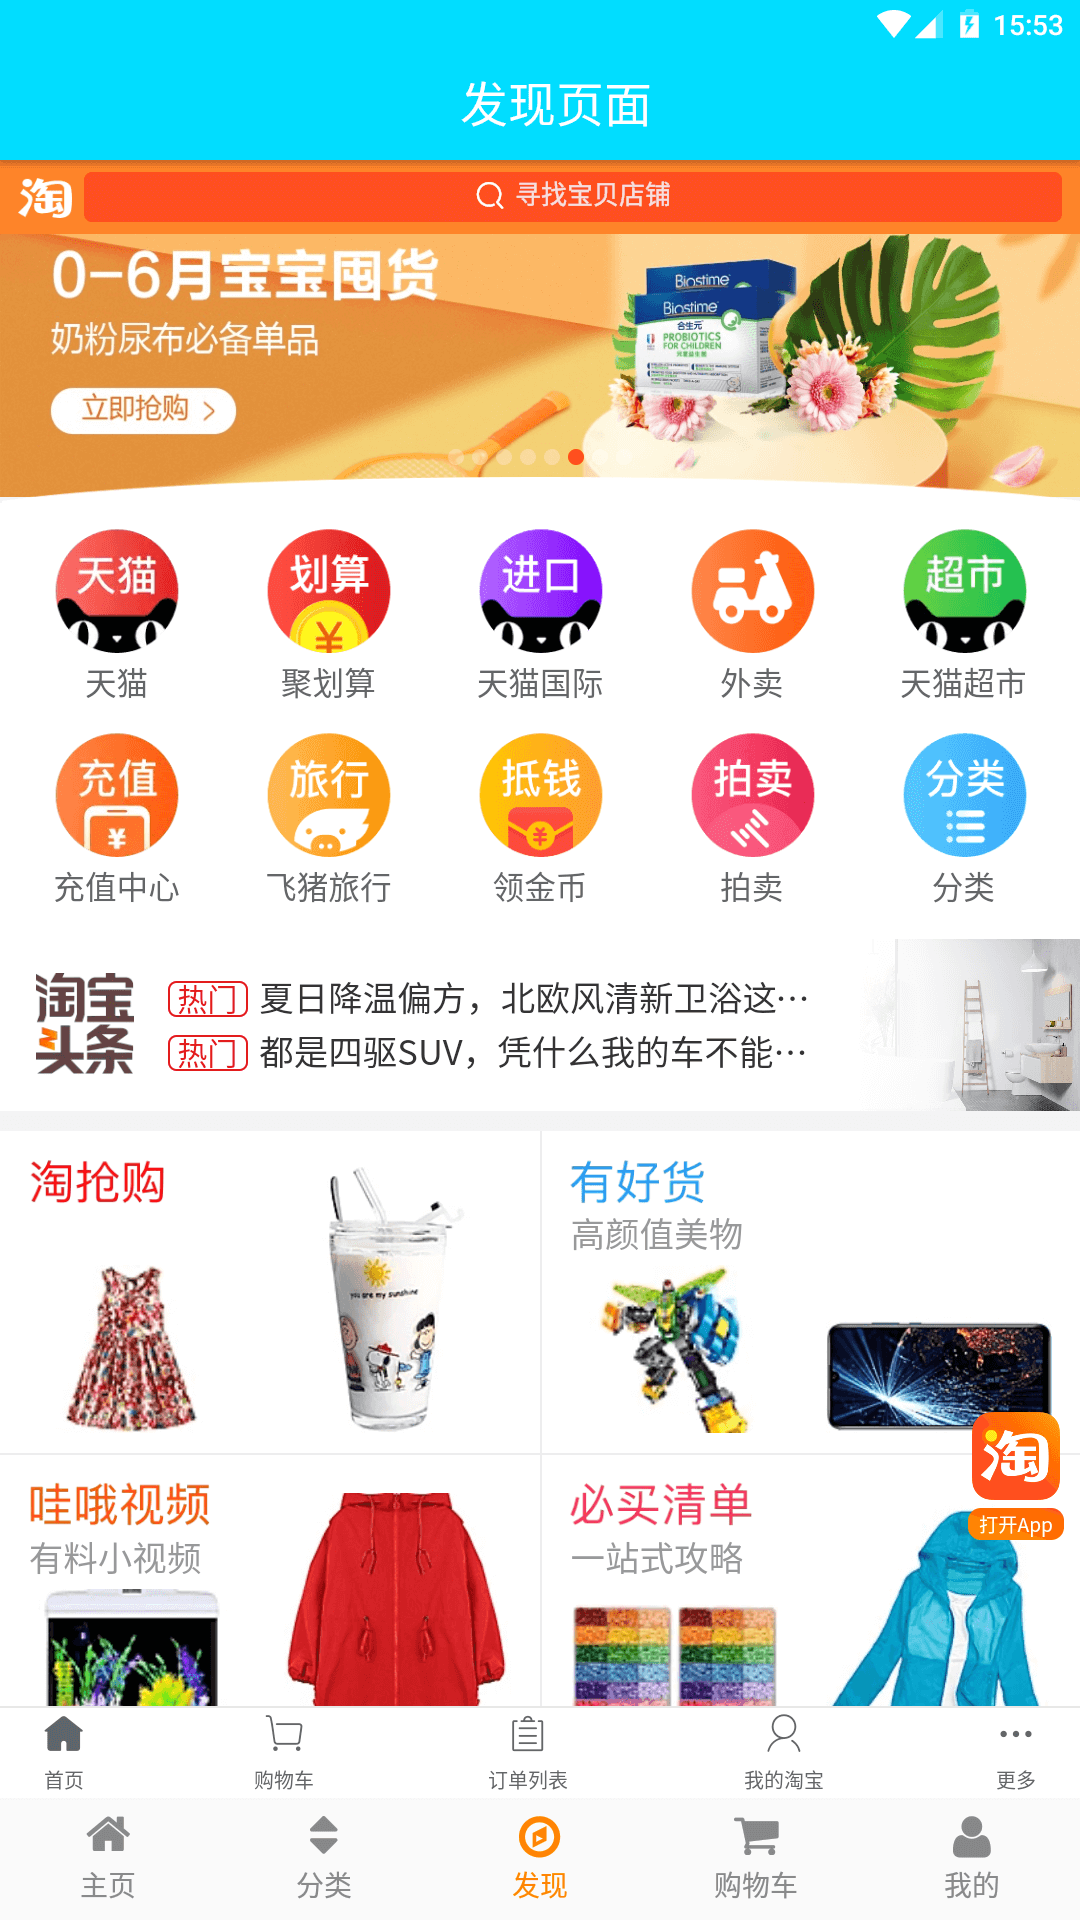 15:53
发现页面
淘
寻找宝贝店铺
0-6月宝宝囤货
奶粉尿布必备单品
立即抢购 >
Biostime
Biostime
合生元
PROBIOTICS
FOR CHILDREN
天猫 划算 进口 超市
天猫 聚划算 天猫国际 外卖 天猫超市
充值 旅行 抵钱 拍卖 分类
充值中心 飞猪旅行 领金币 拍卖 分类
淘宝
头条
热门 夏日降温偏方，北欧风清新卫浴这…
热门 都是四驱SUV，凭什么我的车不能…
淘抢购
有好货
高颜值美物
you are my sunshine
淘
打开App
哇哦视频
有料小视频
必买清单
一站式攻略
首页 购物车 订单列表 我的淘宝 更多
主页 分类 发现 购物车 我的